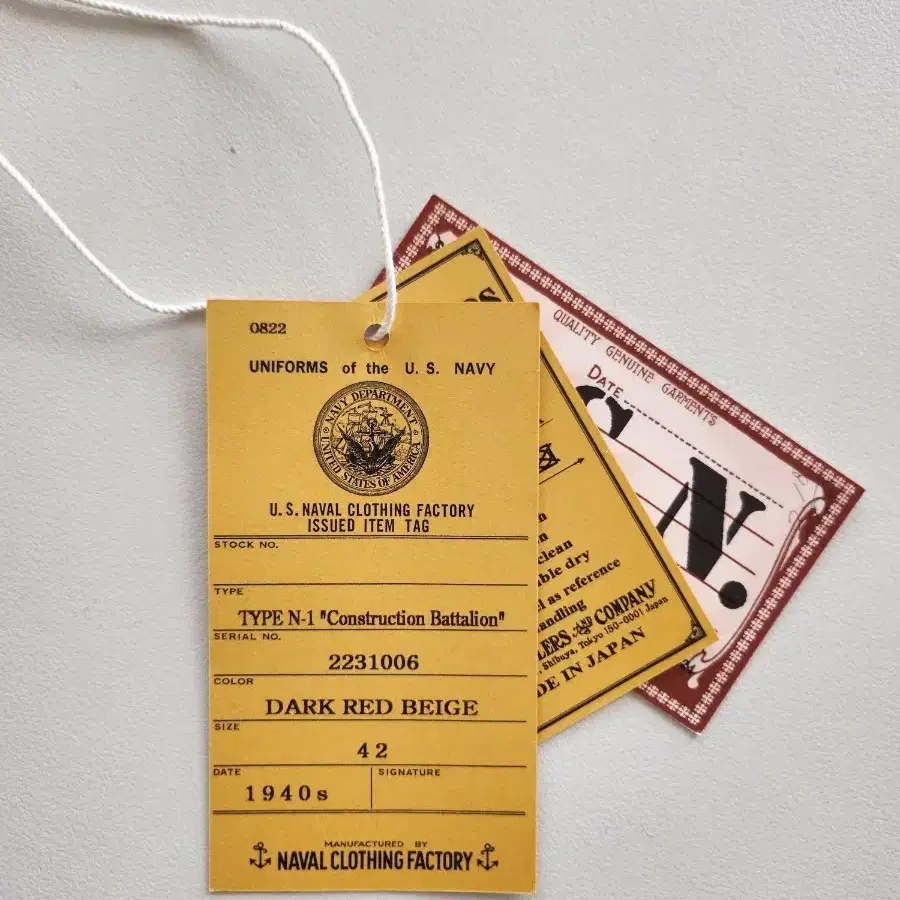 0822
UNIFORMS of the U. S. NAVY
NAVY DEPARTMENT
UNITED STATES OF AMERICA
U.S. NAVAL CLOTHING FACTORY
ISSUED ITEM TAG
STOCK NO.
TYPE
TYPE N-1 "Construction Battalion"
SERIAL NO.
2231006
COLOR
DARK RED BEIGE
SIZE
42
DATE
1940s
SIGNATURE
MANUFACTURED BY
NAVAL CLOTHING FACTORY
clean
ble dry
as reference
andling
LERS AND COMPANY
Shibuya, Tokyo 150-0001 Japan
DE IN JAPAN
QUALITY GENUINE GARMENTS
DATE
N.